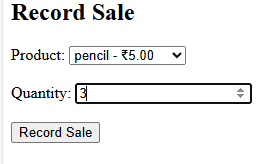 Record Sale
Product: pencil - ₹5.00
Quantity: 3
Record Sale